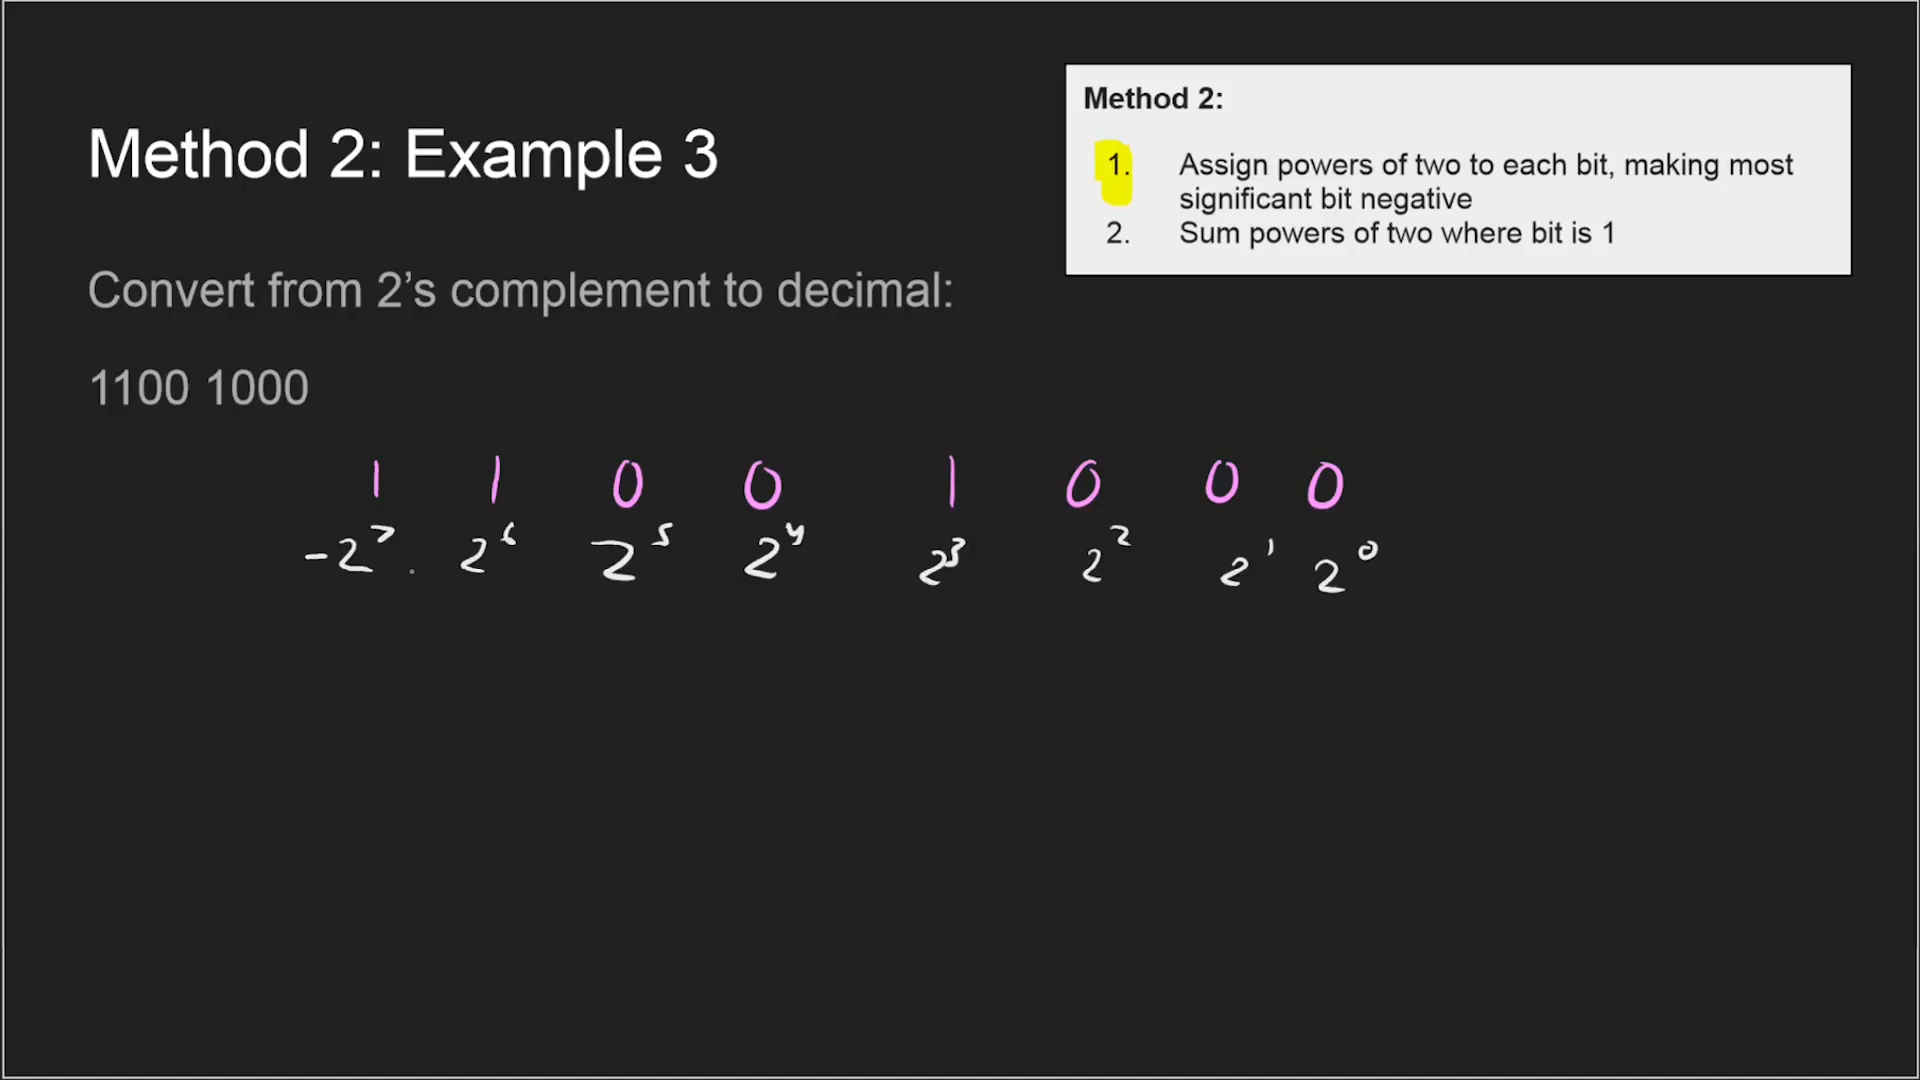 Method 2: Example 3
Method 2:
1. Assign powers of two to each bit, making most
significant bit negative
2. Sum powers of two where bit is 1
Convert from 2’s complement to decimal:
1100 1000
1 1 0 0 1 0 0 0
-2⁷ 2⁶ 2⁵ 2⁴ 2³ 2² 2¹ 2⁰